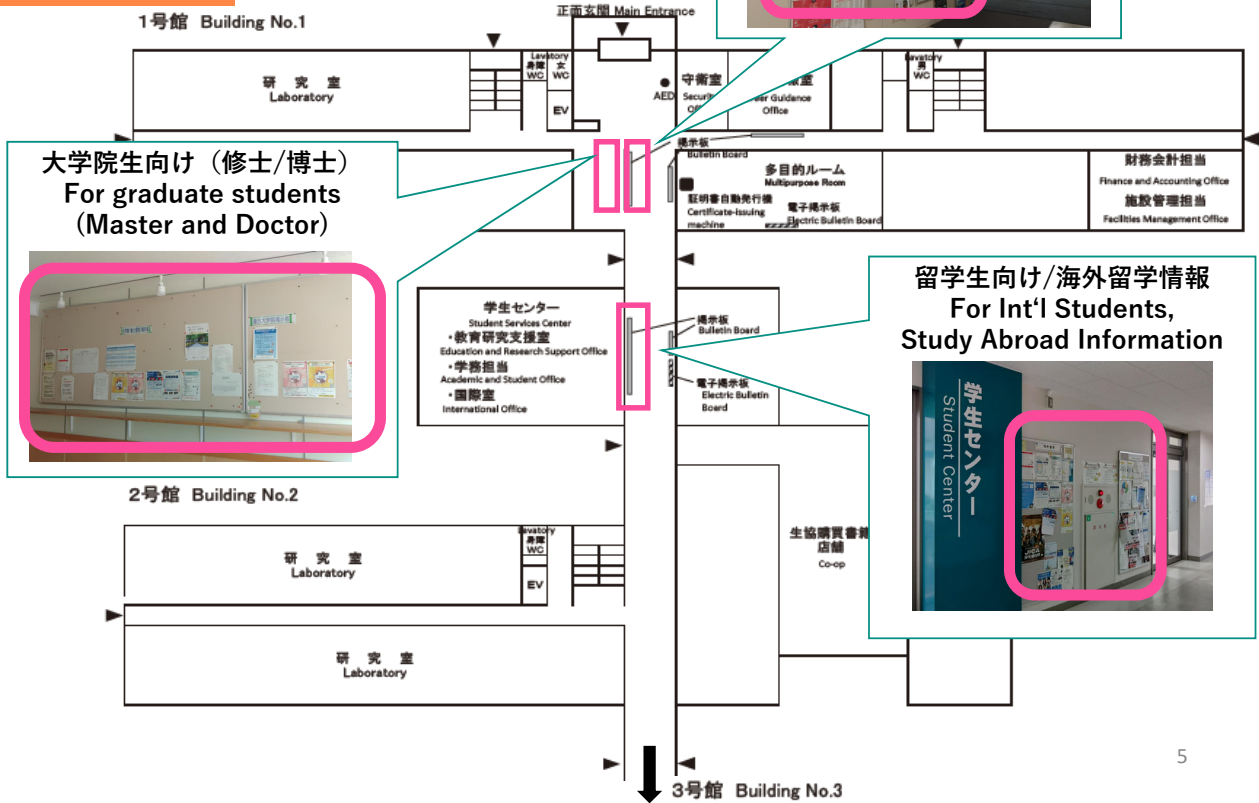 1号館 Building No.1
正面玄関 Main Entrance
研 究 室
Laboratory
Lavatory
身障
WC
女
WC
EV
AED
守衛室
Security
Office
Guidance
Office
Lavatory
男
WC
掲示板
Bulletin Board
多目的ルーム
Multipurpose Room
証明書自動発行機
Certificate-issuing
machine
電子掲示板
Electric Bulletin Board
財務会計担当
Finance and Accounting Office
施設管理担当
Facilities Management Office
大学院生向け（修士/博士）
For graduate students
(Master and Doctor)
学生センター
Student Services Center
・教育研究支援室
Education and Research Support Office
・学務担当
Academic and Student Office
・国際室
International Office
掲示板
Bulletin Board
電子掲示板
Electric Bulletin
Board
留学生向け/海外留学情報
For Int'l Students,
Study Abroad Information
学生センター
Student Center
2号館 Building No.2
研 究 室
Laboratory
Lavatory
身障
WC
EV
研 究 室
Laboratory
生協購買書籍
店舗
Co-op
3号館 Building No.3
5